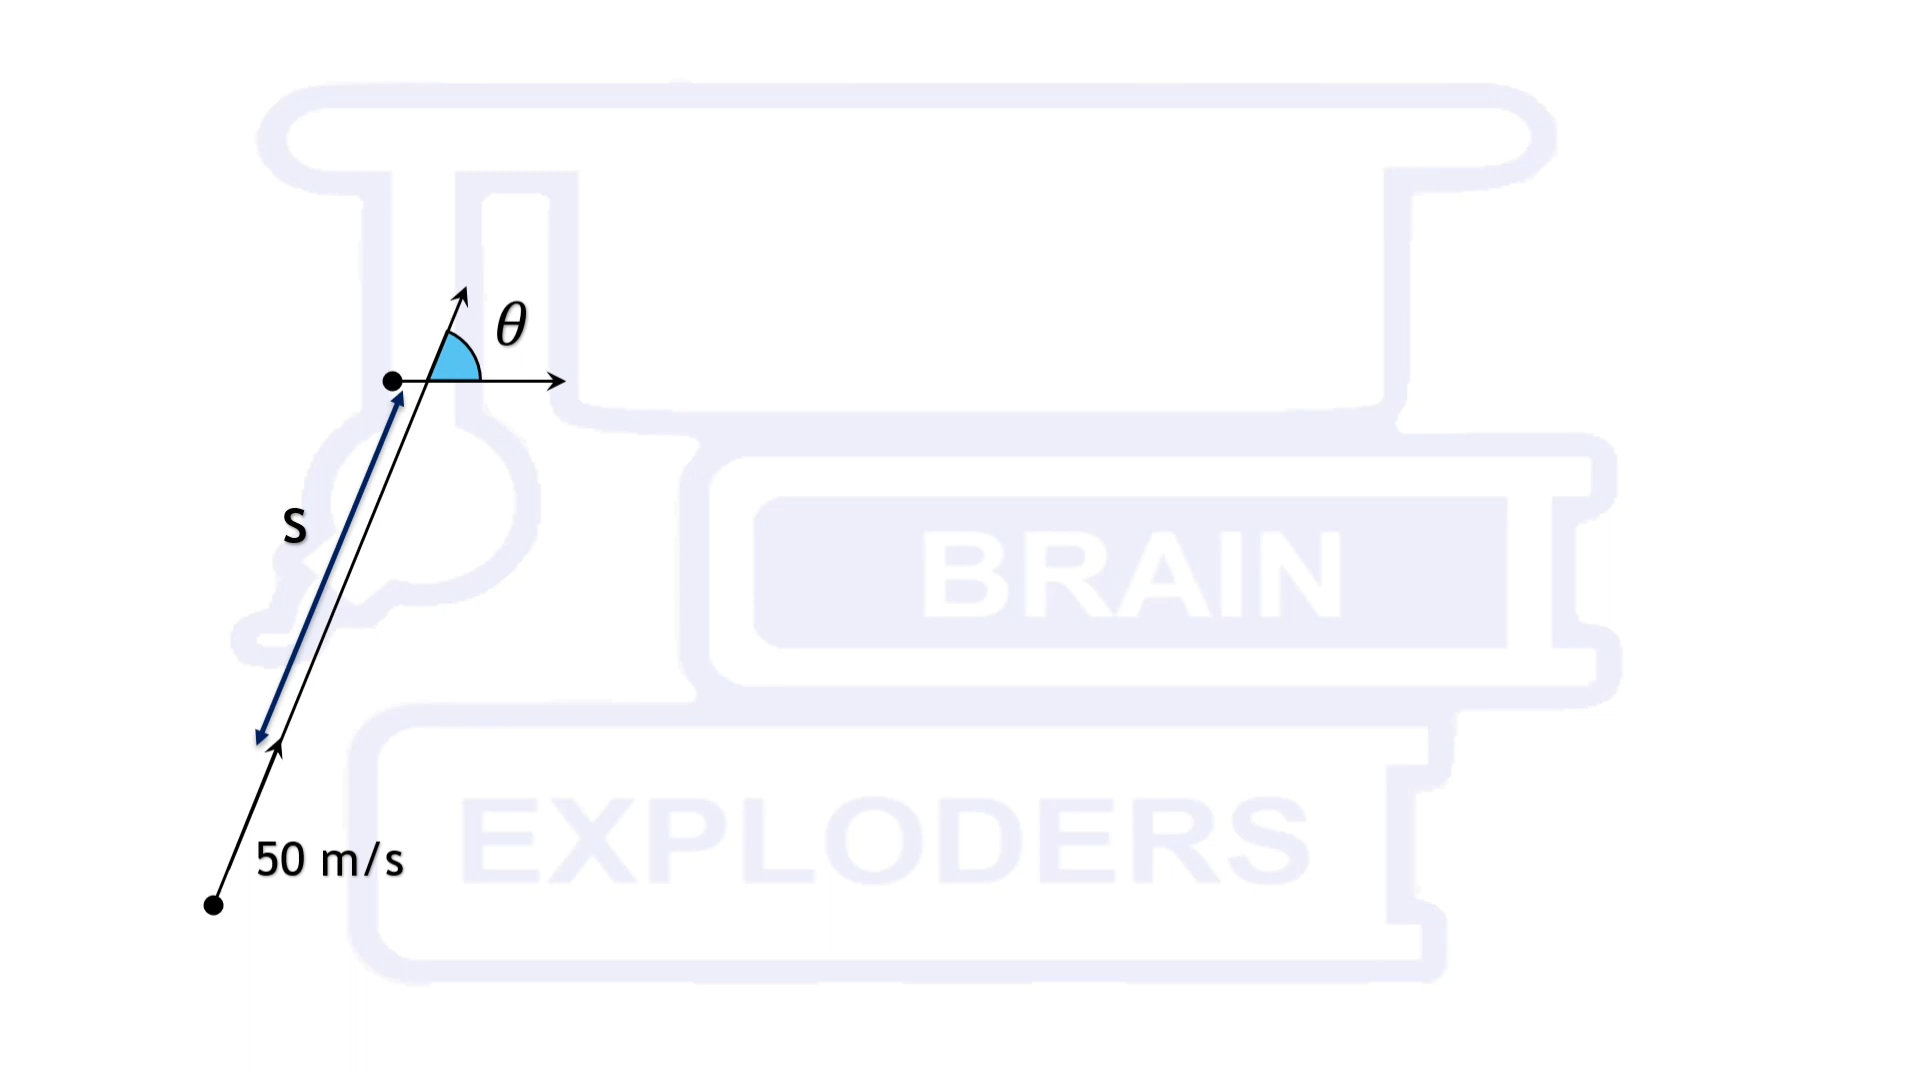 θ
s
BRAIN
EXPLODERS
50 m/s